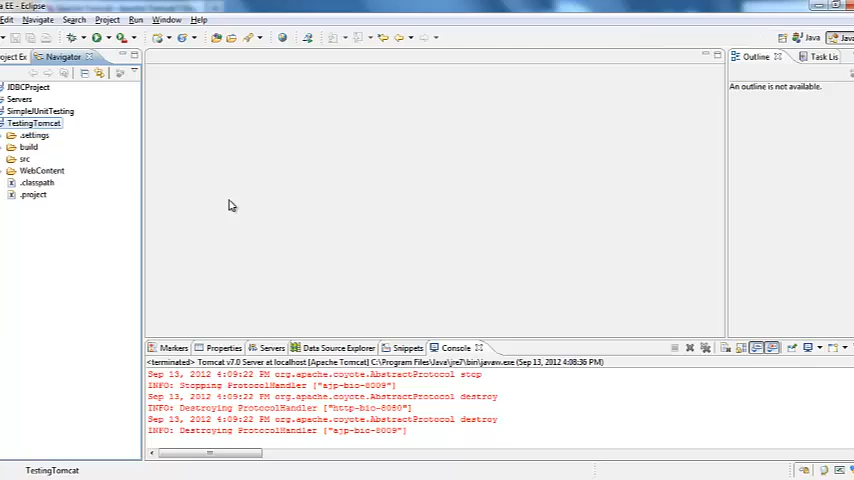 a EE - Eclipse
Edit Navigate Search Project Run Window Help
Java
Java
oject Ex Navigator
Outline Task Lis
JDBCProject
Servers
SimpleJUnitTesting
TestingTomcat
.settings
build
src
WebContent
.classpath
.project
An outline is not available.
Markers Properties Servers Data Source Explorer Snippets Console
<terminated> Tomcat v7.0 Server at localhost [Apache Tomcat] C:\Program Files\Java\jre7\bin\javaw.exe (Sep 13, 2012 4:08:36 PM)
Sep 13, 2012 4:09:22 PM org.apache.coyote.AbstractProtocol stop
INFO: Stopping ProtocolHandler ["ajp-bio-8009"]
Sep 13, 2012 4:09:22 PM org.apache.coyote.AbstractProtocol destroy
INFO: Destroying ProtocolHandler ["http-bio-8080"]
Sep 13, 2012 4:09:22 PM org.apache.coyote.AbstractProtocol destroy
INFO: Destroying ProtocolHandler ["ajp-bio-8009"]
TestingTomcat